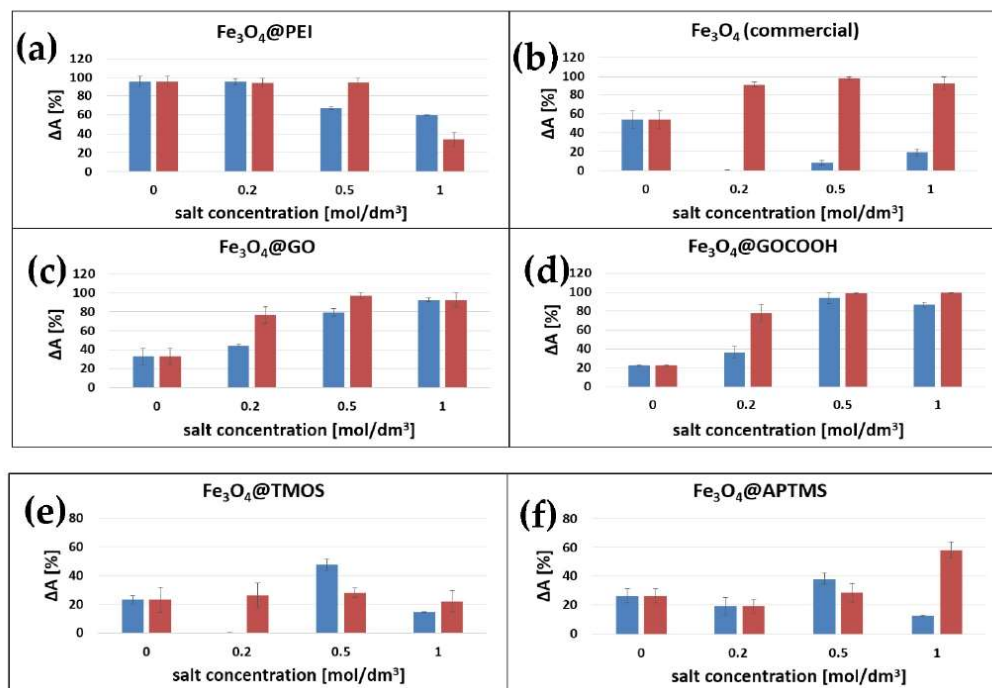 (a)
Fe₃O₄@PEI
ΔA [%]
120
100
80
60
40
20
0
0 0.2 0.5 1
salt concentration [mol/dm³]
(b)
Fe₃O₄ (commercial)
ΔA [%]
120
100
80
60
40
20
0
0 0.2 0.5 1
salt concentration [mol/dm³]
(c)
Fe₃O₄@GO
ΔA [%]
100
80
60
40
20
0
0 0.2 0.5 1
salt concentration [mol/dm³]
(d)
Fe₃O₄@GOCOOH
ΔA [%]
100
80
60
40
20
0
0 0.2 0.5 1
salt concentration [mol/dm³]
(e)
Fe₃O₄@TMOS
ΔA [%]
80
60
40
20
0
0 0.2 0.5 1
salt concentration [mol/dm³]
(f)
Fe₃O₄@APTMS
ΔA [%]
80
60
40
20
0
0 0.2 0.5 1
salt concentration [mol/dm³]